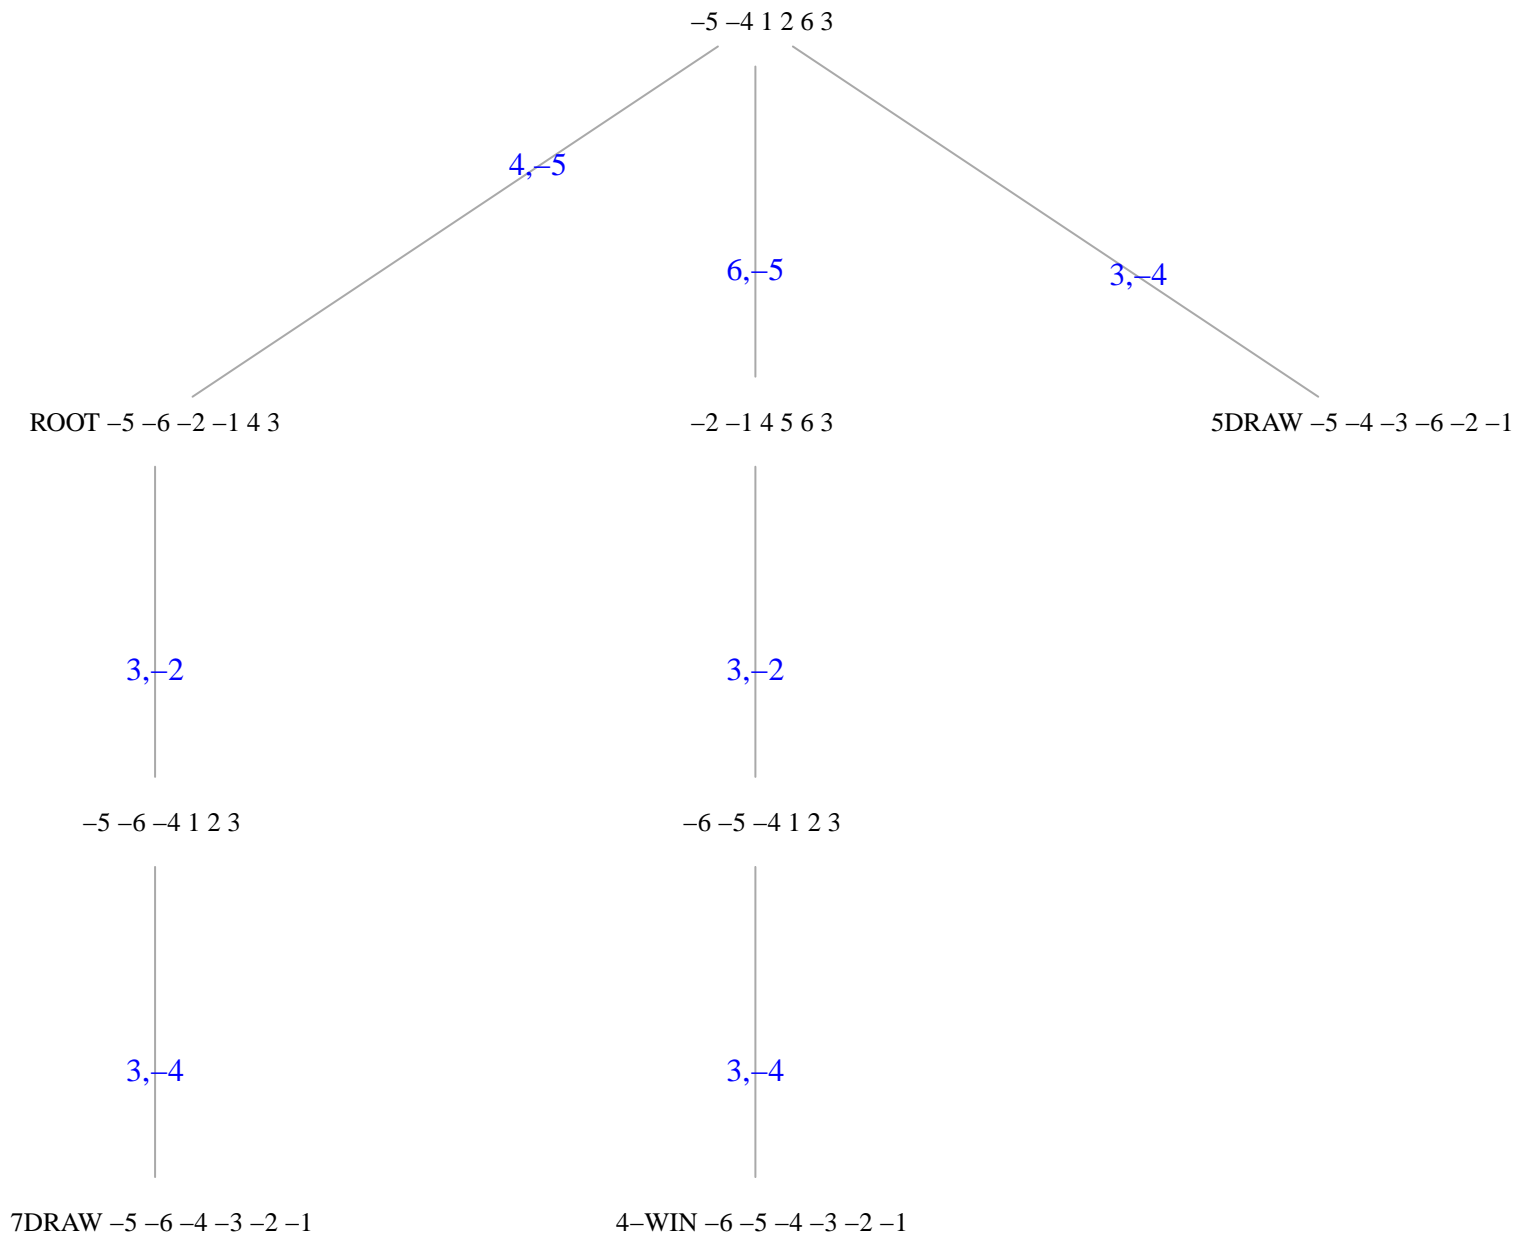 –5 –4 1 2 6 3
4,–5
6,–5
3,–4
ROOT –5 –6 –2 –1 4 3
–2 –1 4 5 6 3
5DRAW –5 –4 –3 –6 –2 –1
3,–2
3,–2
–5 –6 –4 1 2 3
–6 –5 –4 1 2 3
3,–4
3,–4
7DRAW –5 –6 –4 –3 –2 –1
4–WIN –6 –5 –4 –3 –2 –1